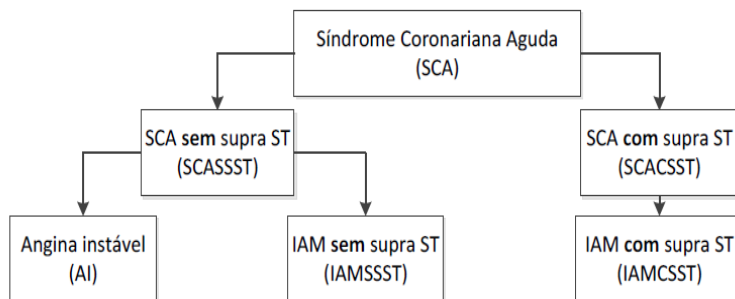 Síndrome Coronariana Aguda
(SCA)
SCA sem supra ST
(SCASSST)
SCA com supra ST
(SCACSST)
Angina instável
(AI)
IAM sem supra ST
(IAMSSST)
IAM com supra ST
(IAMCSST)